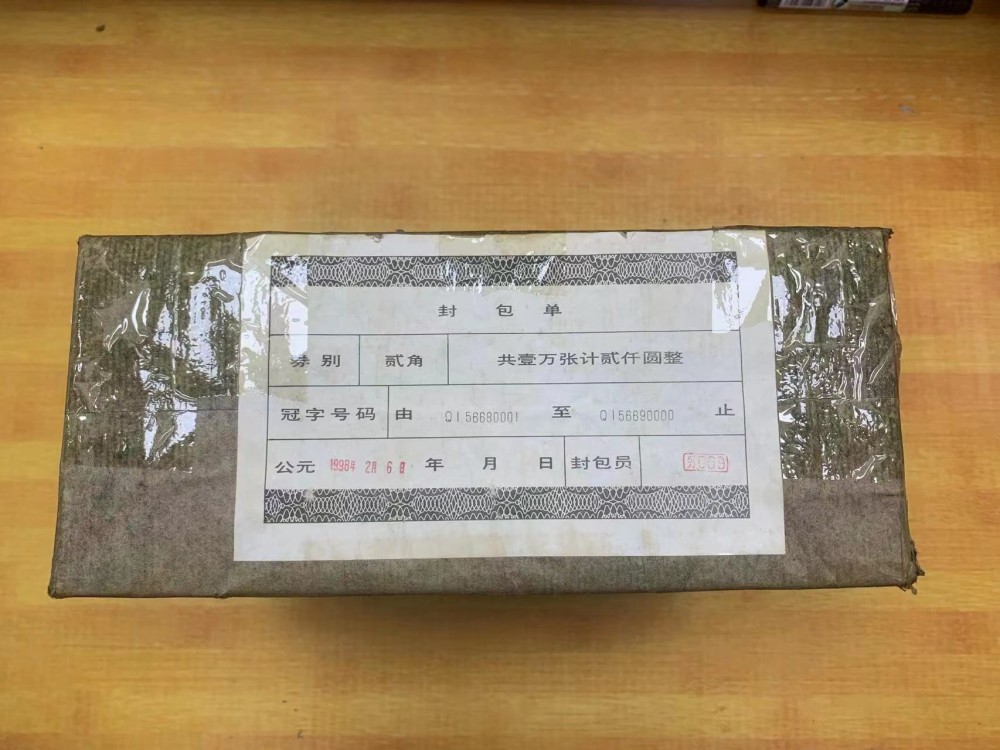 封 包 单
券 别 贰角 共壹万张计贰仟圆整
冠字号码 由 QI56680001 至 QI56690000 止
公元 1998年 2月 6日 年 月 日 封包员